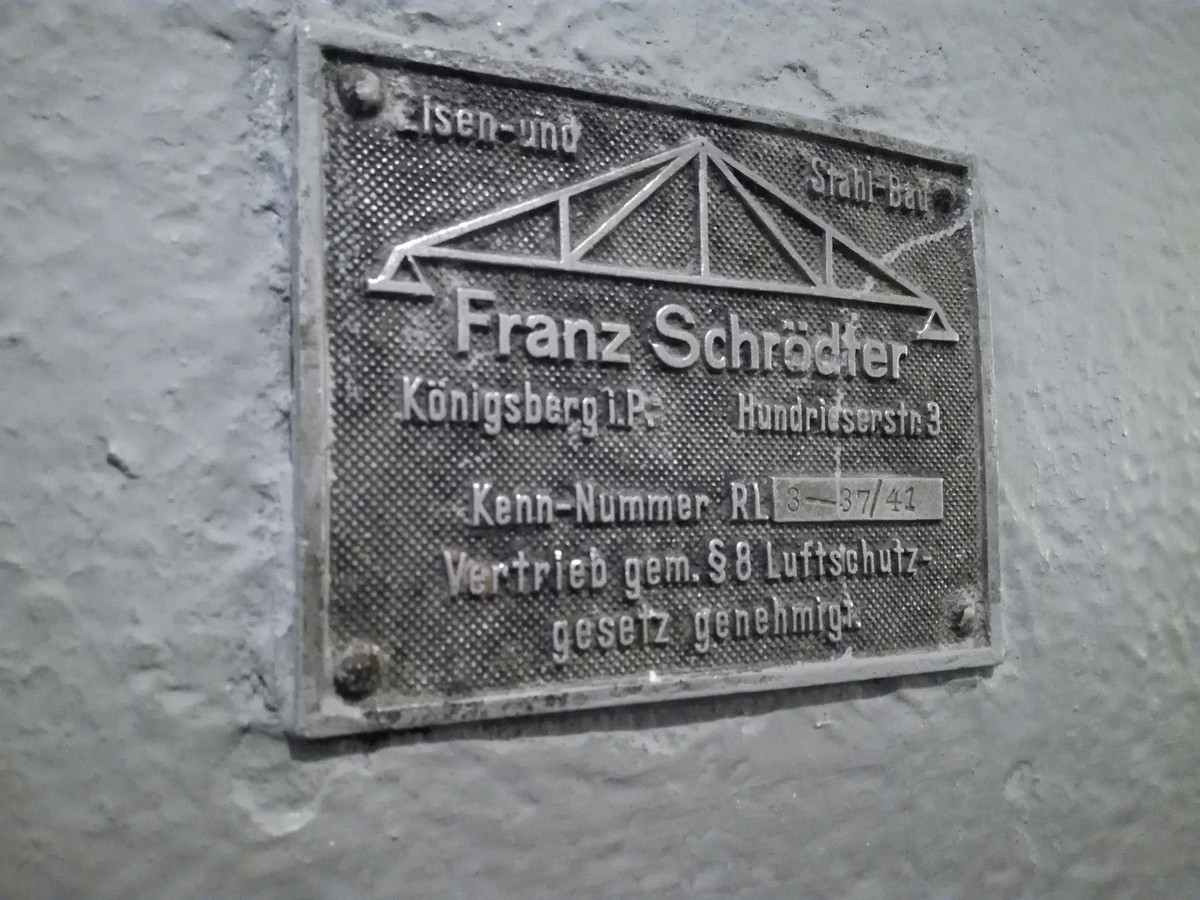 Eisen-und Stahl-Bau
Franz Schrödter
Königsberg i.P. Hundrieserstr. 3
Kenn-Nummer RL 3-37/41
Vertrieb gem. § 8 Luftschutz-
gesetz genehmigt.